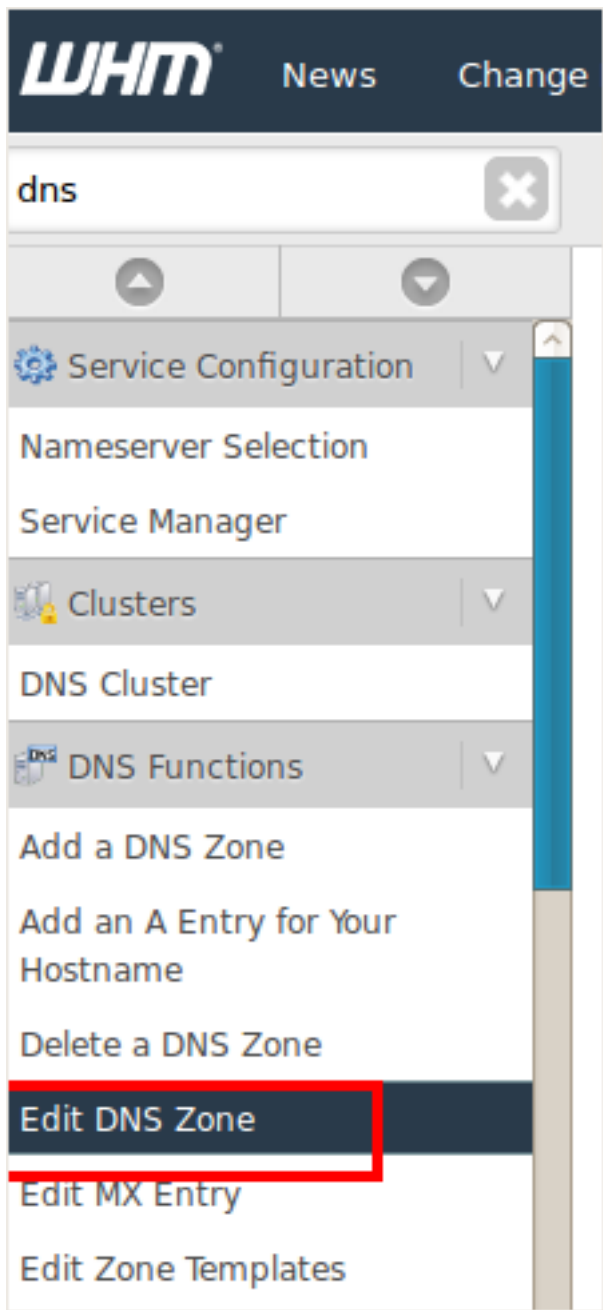 WHM News Change
dns
Service Configuration
Nameserver Selection
Service Manager
Clusters
DNS Cluster
DNS
DNS Functions
Add a DNS Zone
Add an A Entry for Your
Hostname
Delete a DNS Zone
Edit DNS Zone
Edit MX Entry
Edit Zone Templates